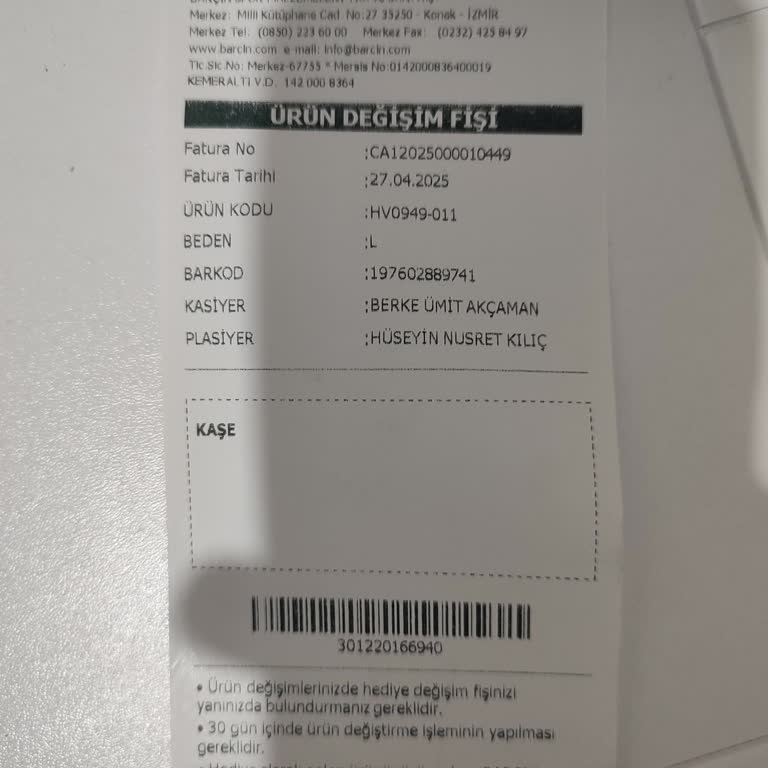 Merkez: Milli Kütüphane Cad. No:27 35250 - Konak - İZMİR
Merkez Tel: (0850) 223 60 00 Merkez Fax: (0232) 425 84 97
www.barcin.com e-mail: info@barcin.com
Tic.Sic.No: Merkez-67755 * Mersis No:0142000836400019
KEMERALTI V.D. 142 000 8364
ÜRÜN DEĞİŞİM FİŞİ
Fatura No :CA12025000010449
Fatura Tarihi :27.04.2025
ÜRÜN KODU :HV0949-011
BEDEN :L
BARKOD :197602889741
KASİYER :BERKE ÜMİT AKÇAMAN
PLASİYER :HÜSEYİN NUSRET KILIÇ
KAŞE
301220166940
• Ürün değişimlerinizde hediye değişim fişinizi
yanınızda bulundurmanız gereklidir.
• 30 gün içinde ürün değiştirme işleminin yapılması
gereklidir.